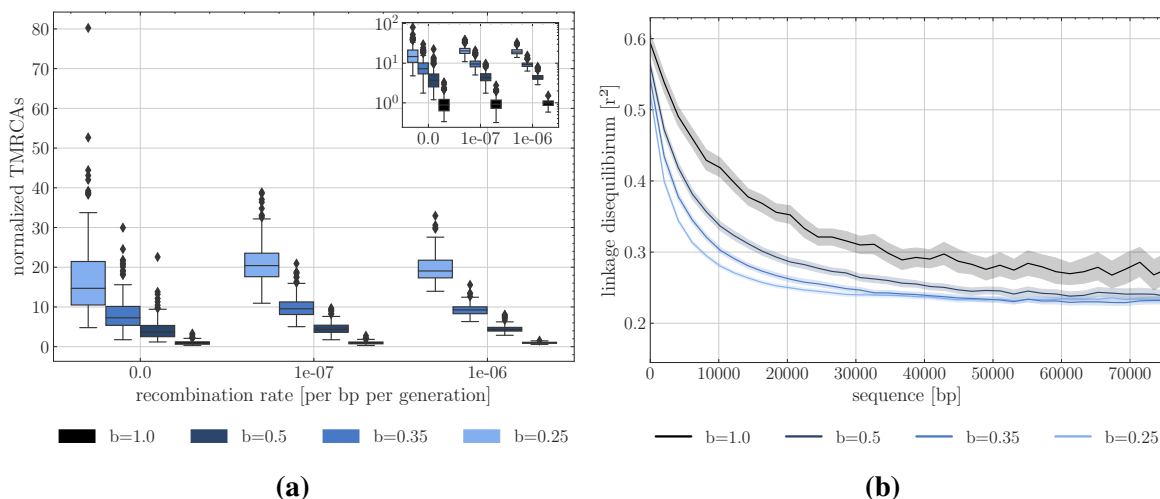 normalized TMRCAs
80
70
60
50
40
30
20
10
0
10¹
10⁰
0.0 1e-07 1e-06
0.0 1e-07 1e-06
recombination rate [per bp per generation]
b=1.0 b=0.5 b=0.35 b=0.25
(a)
linkage disequilibirum [r²]
0.6
0.5
0.4
0.3
0.2
0 10000 20000 30000 40000 50000 60000 70000
sequence [bp]
b=1.0 b=0.5 b=0.35 b=0.25
(b)